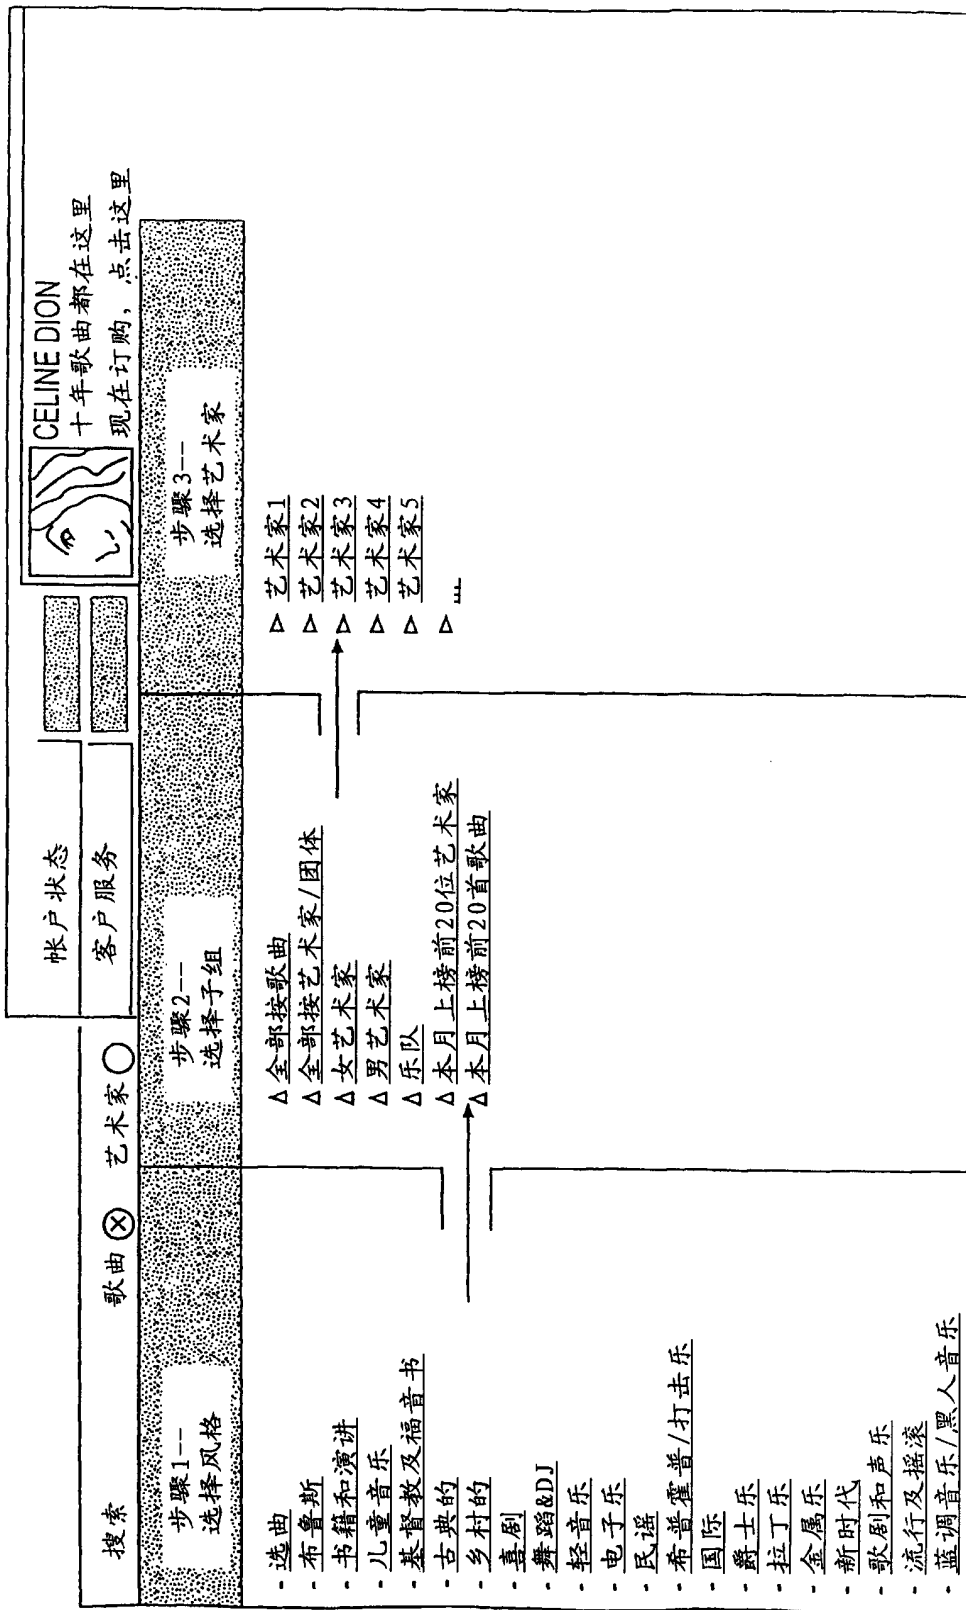 CELINE DION
十年歌曲都在这里
现在订购，点击这里
帐户状态
客户服务
搜索 歌曲 艺术家
步骤1--
选择风格
步骤2--
选择子组
步骤3--
选择艺术家
- 选曲
- 布鲁斯
- 书籍和演讲
- 儿童音乐
- 基督教及福音书
- 古典的
- 乡村的
- 喜剧
- 舞蹈&DJ
- 轻音乐
- 电子乐
- 民谣
- 希普霍普/打击乐
- 国际
- 爵士乐
- 拉丁乐
- 金属乐
- 新时代
- 歌剧和声乐
- 流行及摇滚
- 蓝调音乐/黑人音乐
全部按歌曲
全部按艺术家/团体
女艺术家
男艺术家
乐队
本月上榜前20位艺术家
本月上榜前20首歌曲
艺术家1
艺术家2
艺术家3
艺术家4
艺术家5
...